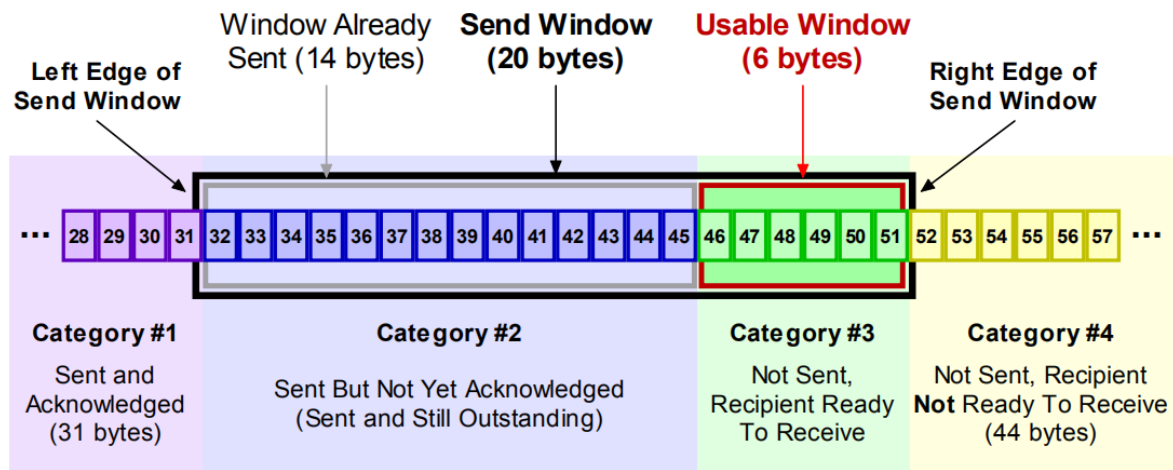 Window Already
Sent (14 bytes)
Send Window
(20 bytes)
Usable Window
(6 bytes)
Left Edge of
Send Window
Right Edge of
Send Window
... 28 29 30 31 32 33 34 35 36 37 38 39 40 41 42 43 44 45 46 47 48 49 50 51 52 53 54 55 56 57 ...
Category #1
Sent and
Acknowledged
(31 bytes)
Category #2
Sent But Not Yet Acknowledged
(Sent and Still Outstanding)
Category #3
Not Sent,
Recipient Ready
To Receive
Category #4
Not Sent, Recipient
Not Ready To Receive
(44 bytes)